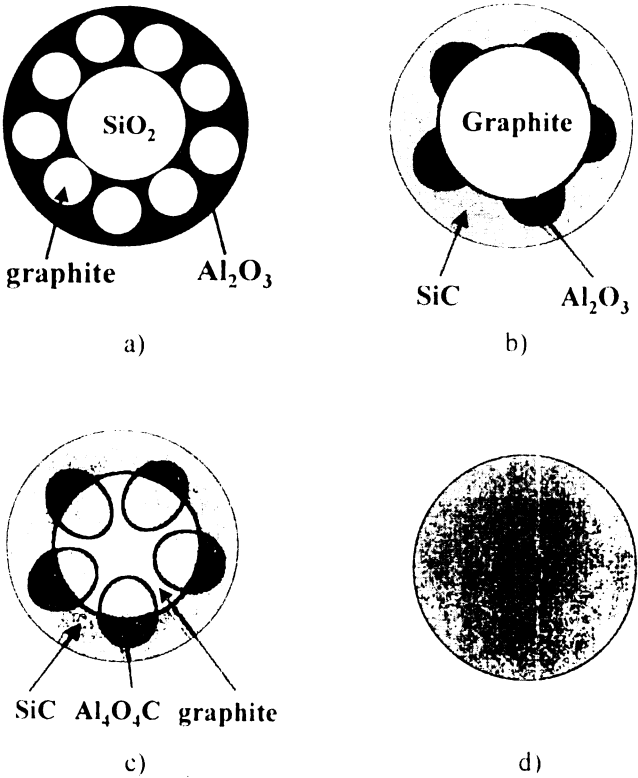 SiO₂
graphite
Al₂O₃
a)
Graphite
SiC
Al₂O₃
b)
SiC Al₄O₄C graphite
c)
d)